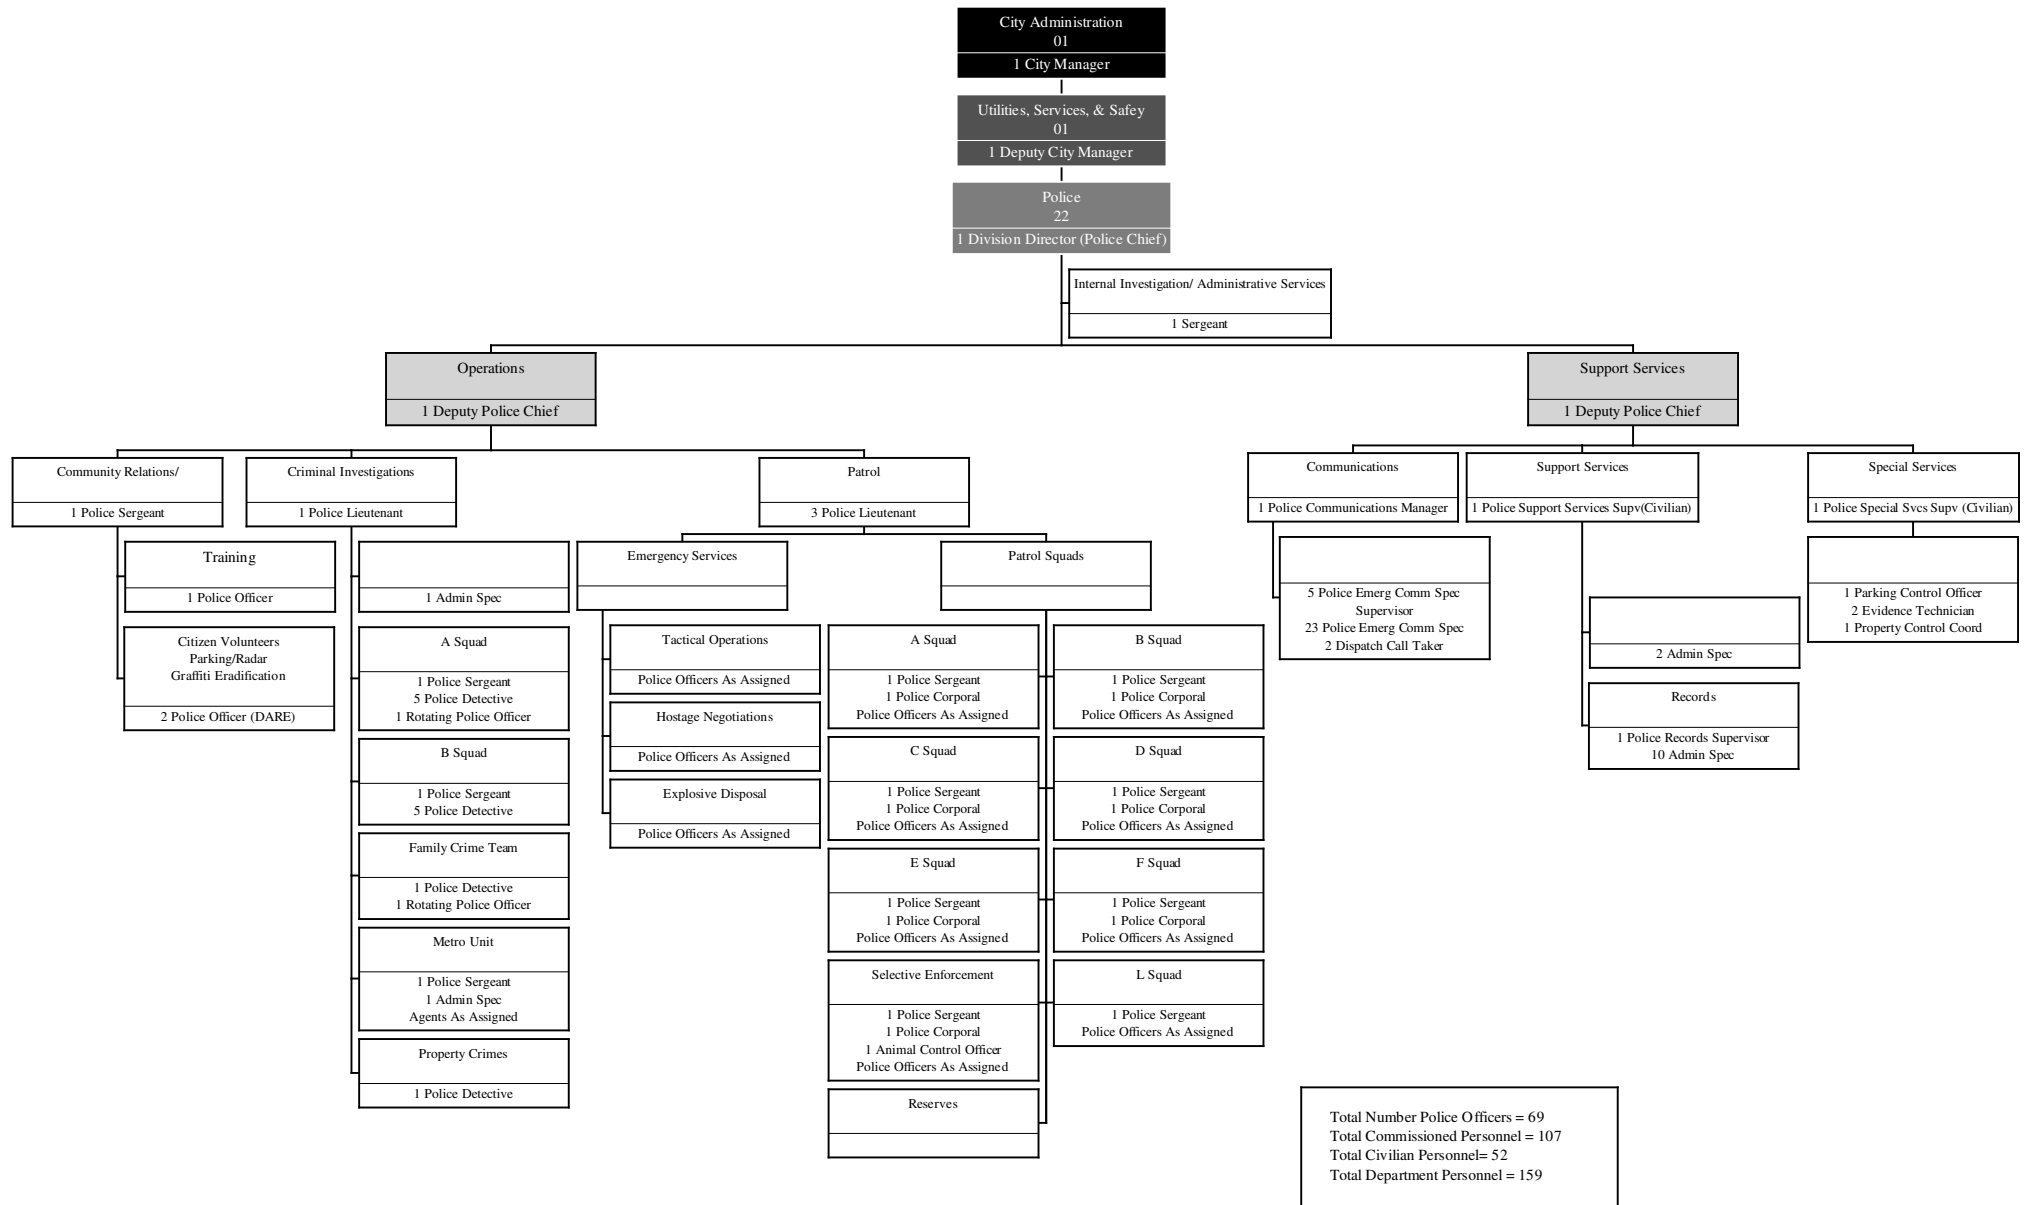 City Administration
01
1 City Manager
Utilities, Services, & Safey
01
1 Deputy City Manager
Police
22
1 Division Director (Police Chief)
Internal Investigation/ Administrative Services
1 Sergeant
Operations
1 Deputy Police Chief
Support Services
1 Deputy Police Chief
Community Relations/
1 Police Sergeant
Training
1 Police Officer
Citizen Volunteers
Parking/Radar
Graffiti Eradification
2 Police Officer (DARE)
Criminal Investigations
1 Police Lieutenant
1 Admin Spec
A Squad
1 Police Sergeant
5 Police Detective
1 Rotating Police Officer
B Squad
1 Police Sergeant
5 Police Detective
Family Crime Team
1 Police Detective
1 Rotating Police Officer
Metro Unit
1 Police Sergeant
1 Admin Spec
Agents As Assigned
Property Crimes
1 Police Detective
Patrol
3 Police Lieutenant
Emergency Services
Tactical Operations
Police Officers As Assigned
Hostage Negotiations
Police Officers As Assigned
Explosive Disposal
Police Officers As Assigned
Patrol Squads
A Squad
1 Police Sergeant
1 Police Corporal
Police Officers As Assigned
B Squad
1 Police Sergeant
1 Police Corporal
Police Officers As Assigned
C Squad
1 Police Sergeant
1 Police Corporal
Police Officers As Assigned
D Squad
1 Police Sergeant
1 Police Corporal
Police Officers As Assigned
E Squad
1 Police Sergeant
1 Police Corporal
Police Officers As Assigned
F Squad
1 Police Sergeant
1 Police Corporal
Police Officers As Assigned
Selective Enforcement
1 Police Sergeant
1 Police Corporal
1 Animal Control Officer
Police Officers As Assigned
L Squad
1 Police Sergeant
Police Officers As Assigned
Reserves
Communications
1 Police Communications Manager
5 Police Emerg Comm Spec
Supervisor
23 Police Emerg Comm Spec
2 Dispatch Call Taker
Support Services
1 Police Support Services Supv(Civilian)
2 Admin Spec
Records
1 Police Records Supervisor
10 Admin Spec
Special Services
1 Police Special Svcs Supv (Civilian)
1 Parking Control Officer
2 Evidence Technician
1 Property Control Coord
Total Number Police Officers = 69
Total Commissioned Personnel = 107
Total Civilian Personnel= 52
Total Department Personnel = 159